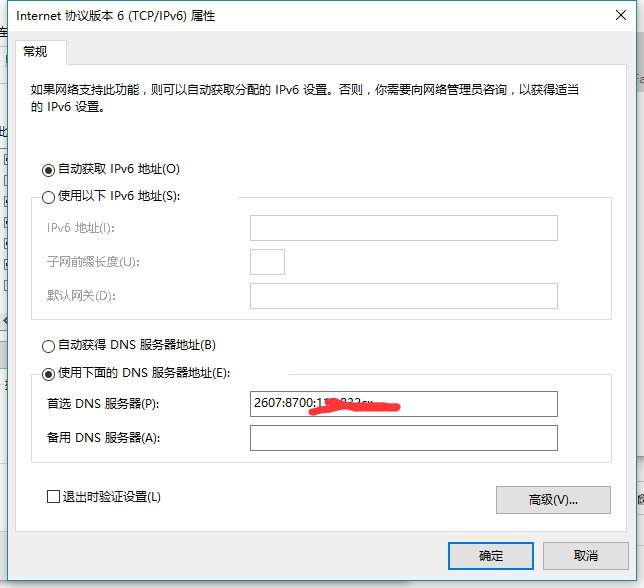 Internet 协议版本 6 (TCP/IPv6) 属性
常规
如果网络支持此功能，则可以自动获取分配的 IPv6 设置。否则，你需要向网络管理员咨询，以获得适当
的 IPv6 设置。
自动获取 IPv6 地址(O)
使用以下 IPv6 地址(S):
IPv6 地址(I):
子网前缀长度(U):
默认网关(D):
自动获得 DNS 服务器地址(B)
使用下面的 DNS 服务器地址(E):
首选 DNS 服务器(P):
2607:8700:
备用 DNS 服务器(A):
退出时验证设置(L)
高级(V)...
确定
取消